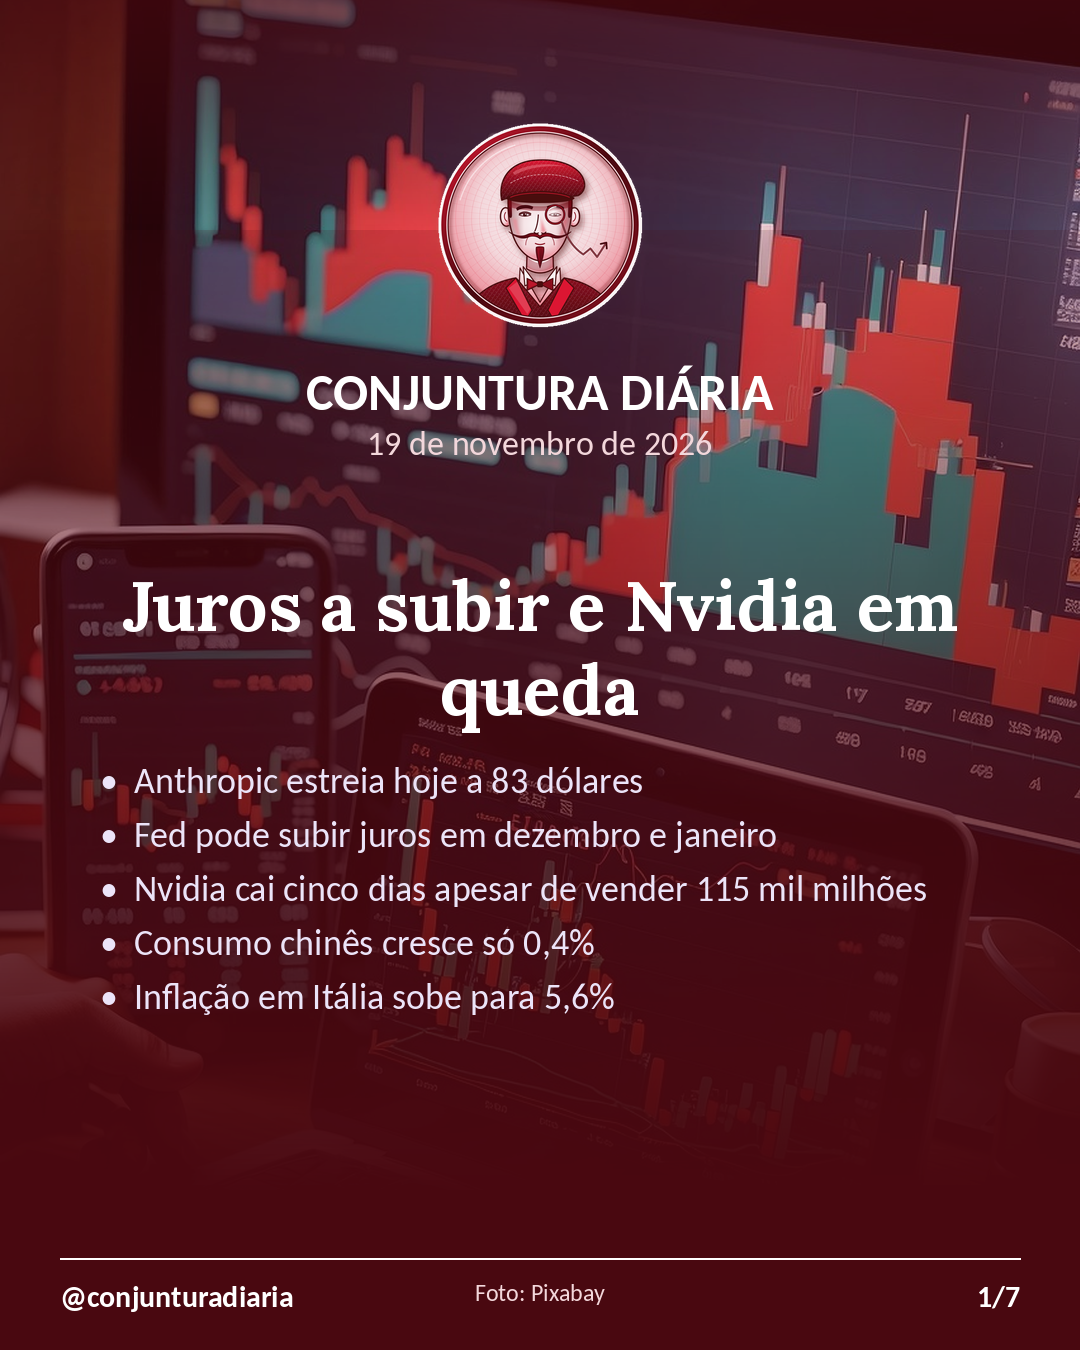 CONJUNTURA DIÁRIA
19 de novembro de 2026
Juros a subir e Nvidia em
queda
• Anthropic estreia hoje a 83 dólares
• Fed pode subir juros em dezembro e janeiro
• Nvidia cai cinco dias apesar de vender 115 mil milhões
• Consumo chinês cresce só 0,4%
• Inflação em Itália sobe para 5,6%
@conjunturadiaria
Foto: Pixabay
1/7